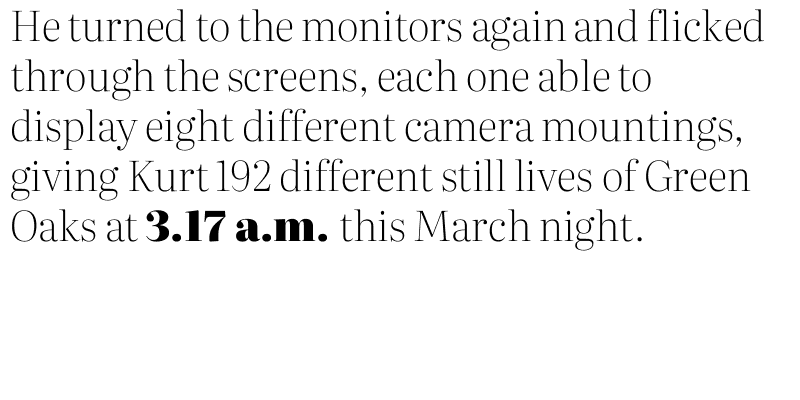 He turned to the monitors again and flicked
through the screens, each one able to
display eight different camera mountings,
giving Kurt 192 different still lives of Green
Oaks at 3.17 a.m. this March night.